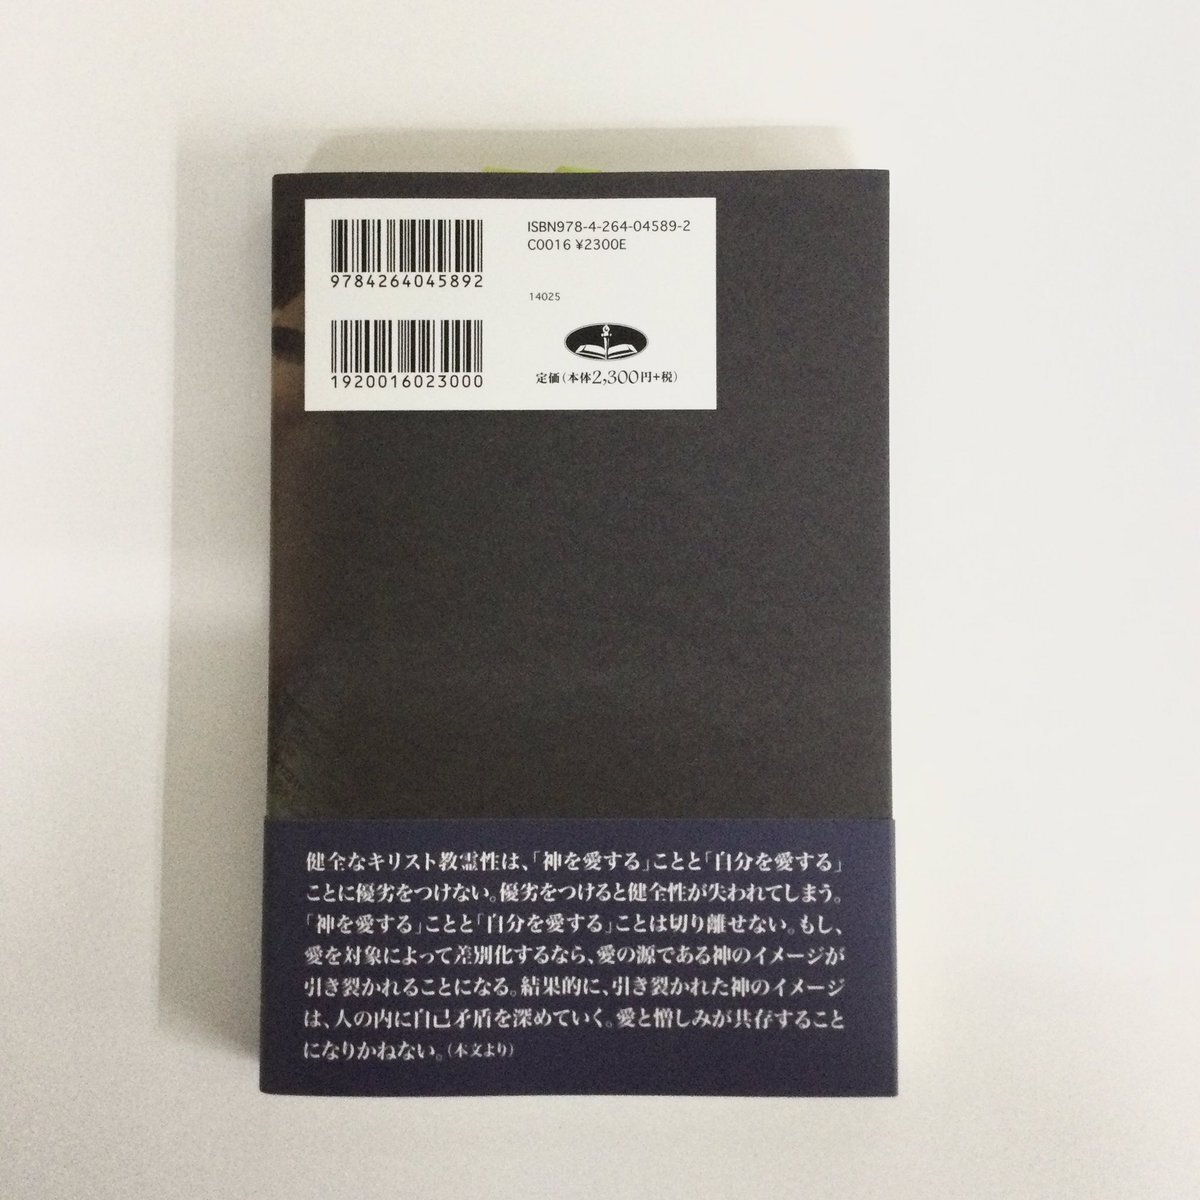 9784264045892
ISBN978-4-264-04589-2
C0016 ¥2300E
14025
1920016023000
定価(本体2,300円+税)
健全なキリスト教霊性は、「神を愛する」ことと「自分を愛する」
ことに優劣をつけない。優劣をつけると健全性が失われてしまう。
「神を愛する」ことと「自分を愛する」ことは切り離せない。もし、
愛を対象によって差別化するなら、愛の源である神のイメージが
引き裂かれることになる。結果的に、引き裂かれた神のイメージ
は、人の内に自己矛盾を深めていく。愛と憎しみが共存すること
になりかねない。(本文より)